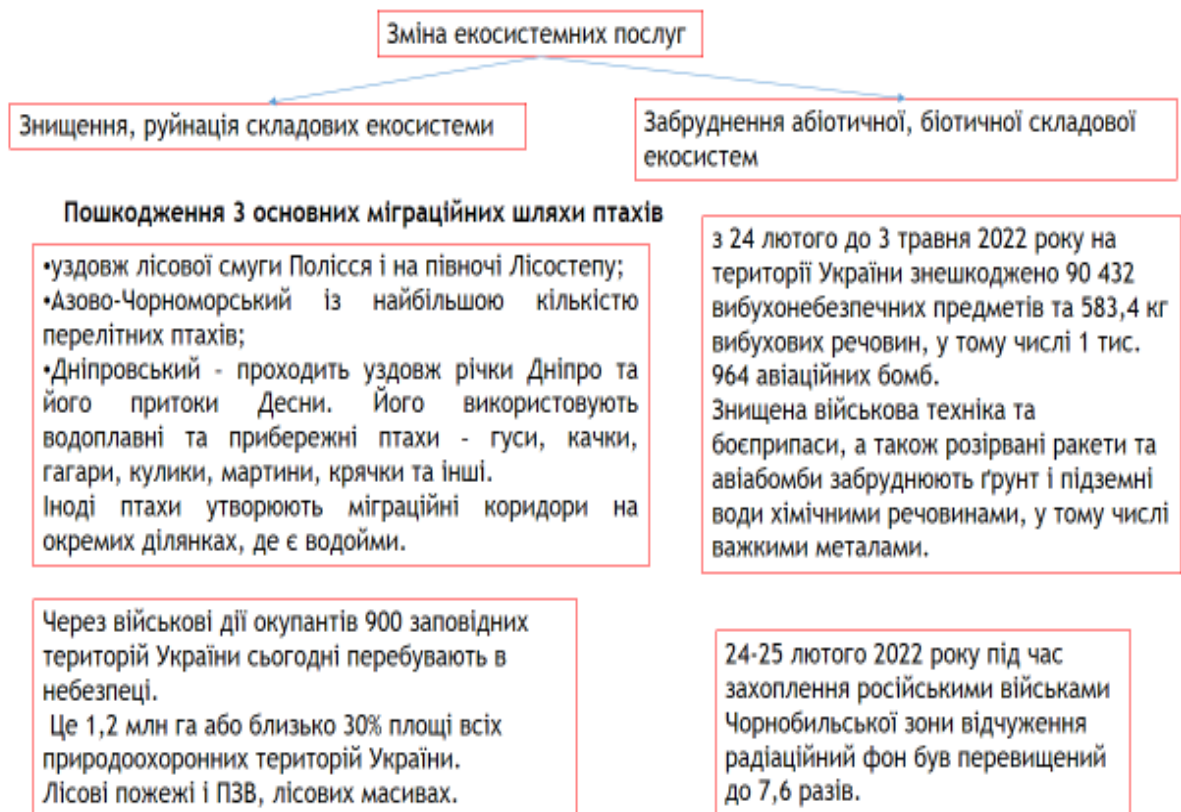 Зміна екосистемних послуг
Знищення, руйнація складових екосистеми
Забруднення абіотичної, біотичної складової
екосистем
Пошкодження 3 основних міграційних шляхи птахів
•уздовж лісової смуги Полісся і на півночі Лісостепу;
•Азово-Чорноморський із найбільшою кількістю
перелітних птахів;
•Дніпровський - проходить уздовж річки Дніпро та
його притоки Десни. Його використовують
водоплавні та прибережні птахи - гуси, качки,
гагари, кулики, мартини, крячки та інші.
Іноді птахи утворюють міграційні коридори на
окремих ділянках, де є водойми.
з 24 лютого до 3 травня 2022 року на
території України знешкоджено 90 432
вибухонебезпечних предметів та 583,4 кг
вибухових речовин, у тому числі 1 тис.
964 авіаційних бомб.
Знищена військова техніка та
боєприпаси, а також розірвані ракети та
авіабомби забруднюють ґрунт і підземні
води хімічними речовинами, у тому числі
важкими металами.
Через військові дії окупантів 900 заповідних
територій України сьогодні перебувають в
небезпеці.
Це 1,2 млн га або близько 30% площі всіх
природоохоронних територій України.
Лісові пожежі і ПЗВ, лісових масивах.
24-25 лютого 2022 року під час
захоплення російськими військами
Чорнобильської зони відчуження
радіаційний фон був перевищений
до 7,6 разів.